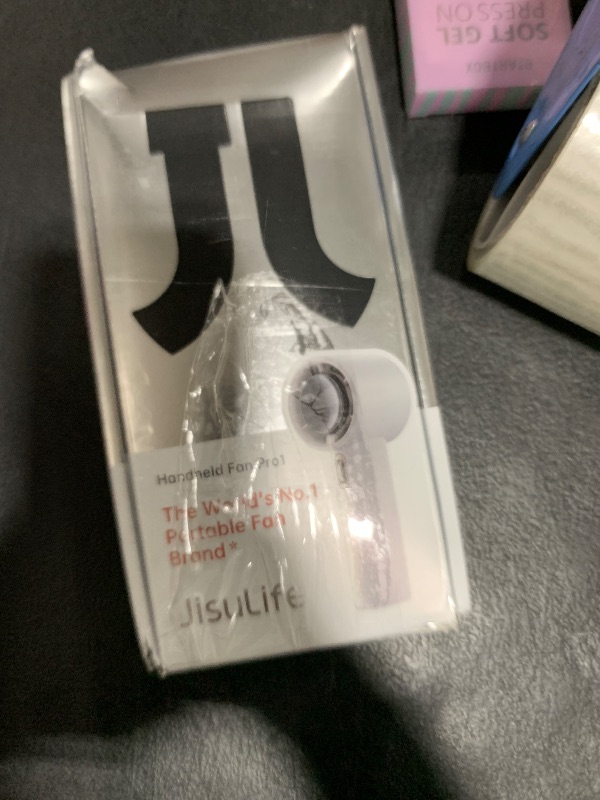 SOFT GEL
PRESS ON
Handheld Fan Pro1
The World's No.1
Portable Fan
Brand*
JisuLife